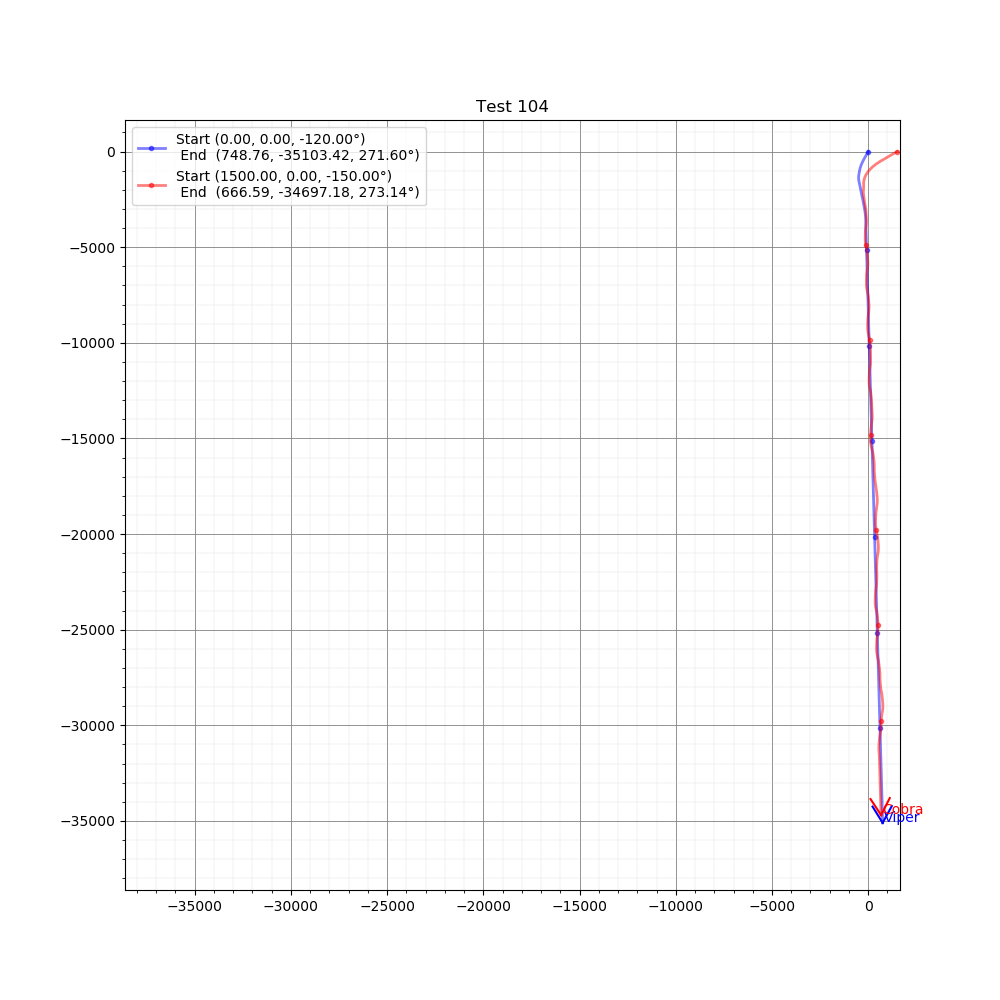 Test 104
Start (0.00, 0.00, -120.00°)
End (748.76, -35103.42, 271.60°)
Start (1500.00, 0.00, -150.00°)
End (666.59, -34697.18, 273.14°)
0
−5000
−10000
−15000
−20000
−25000
−30000
−35000
Cobra
Viper
−35000 −30000 −25000 −20000 −15000 −10000 −5000 0